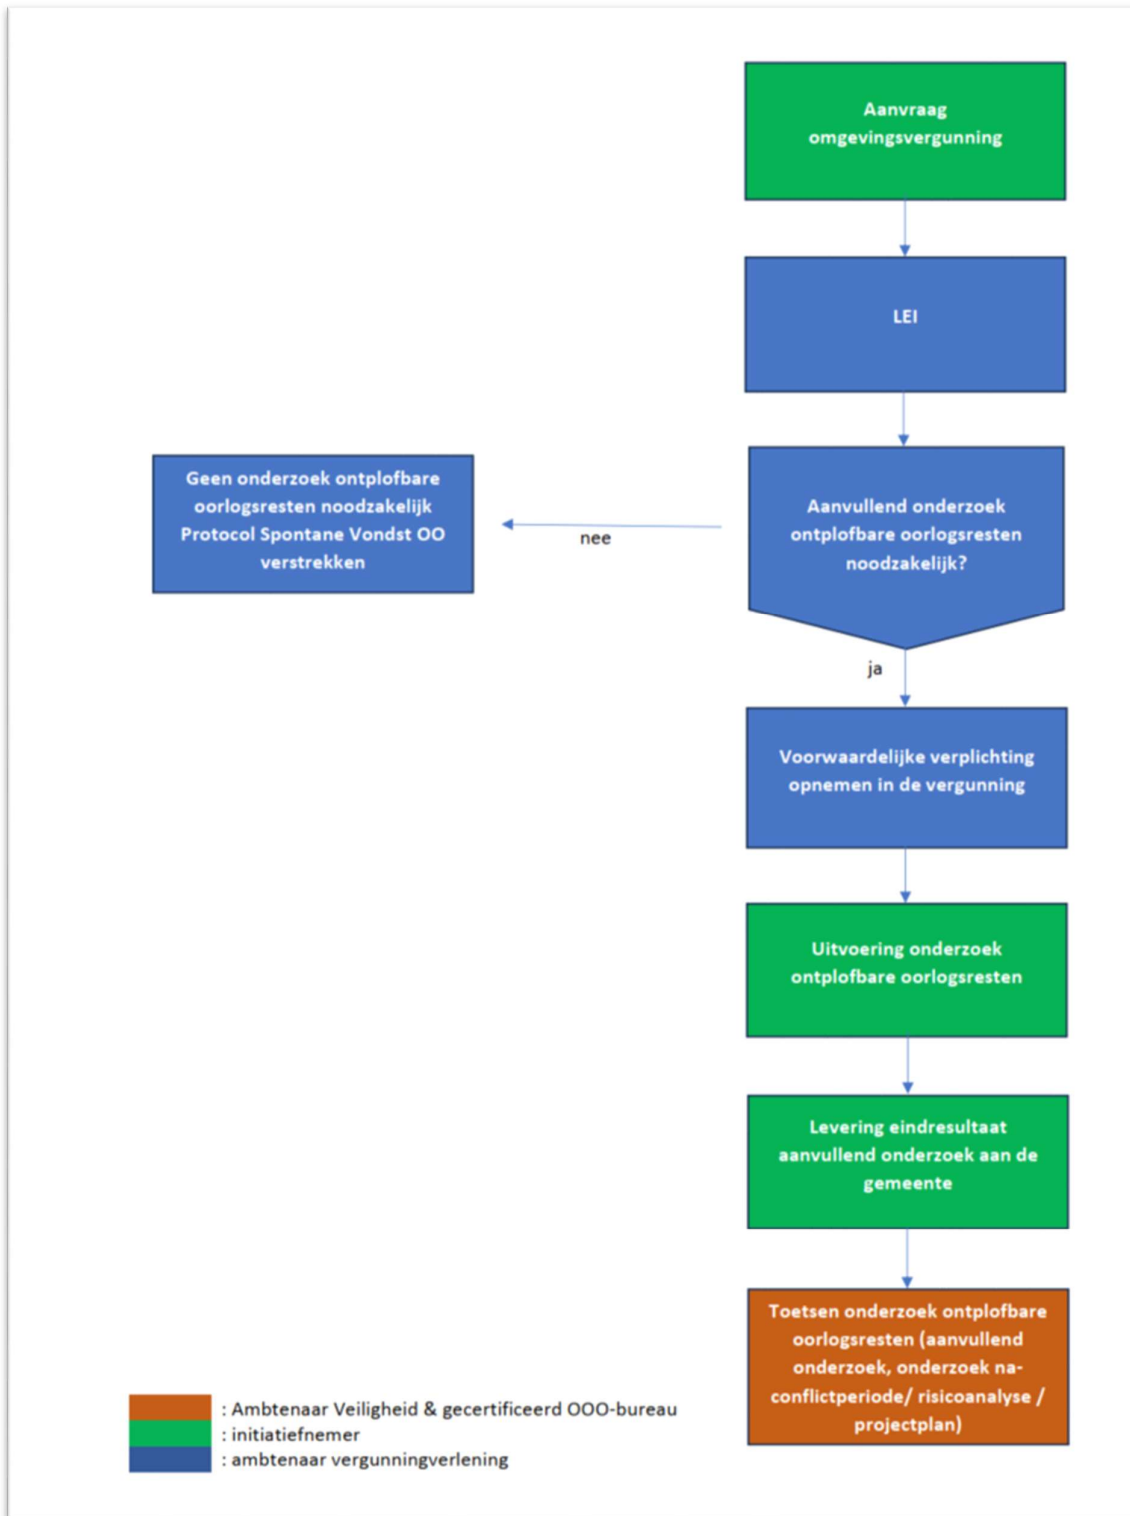 Aanvraag
omgevingsvergunning
LEI
Aanvullend onderzoek
ontplofbare oorlogsresten
noodzakelijk?
nee
Geen onderzoek ontplofbare
oorlogsresten noodzakelijk
Protocol Spontane Vondst OO
verstrekken
ja
Voorwaardelijke verplichting
opnemen in de vergunning
Uitvoering onderzoek
ontplofbare oorlogsresten
Levering eindresultaat
aanvullend onderzoek aan de
gemeente
Toetsen onderzoek ontplofbare
oorlogsresten (aanvullend
onderzoek, onderzoek na-
conflictperiode/ risicoanalyse /
projectplan)
: Ambtenaar Veiligheid & gecertificeerd OOO-bureau
: initiatiefnemer
: ambtenaar vergunningverlening